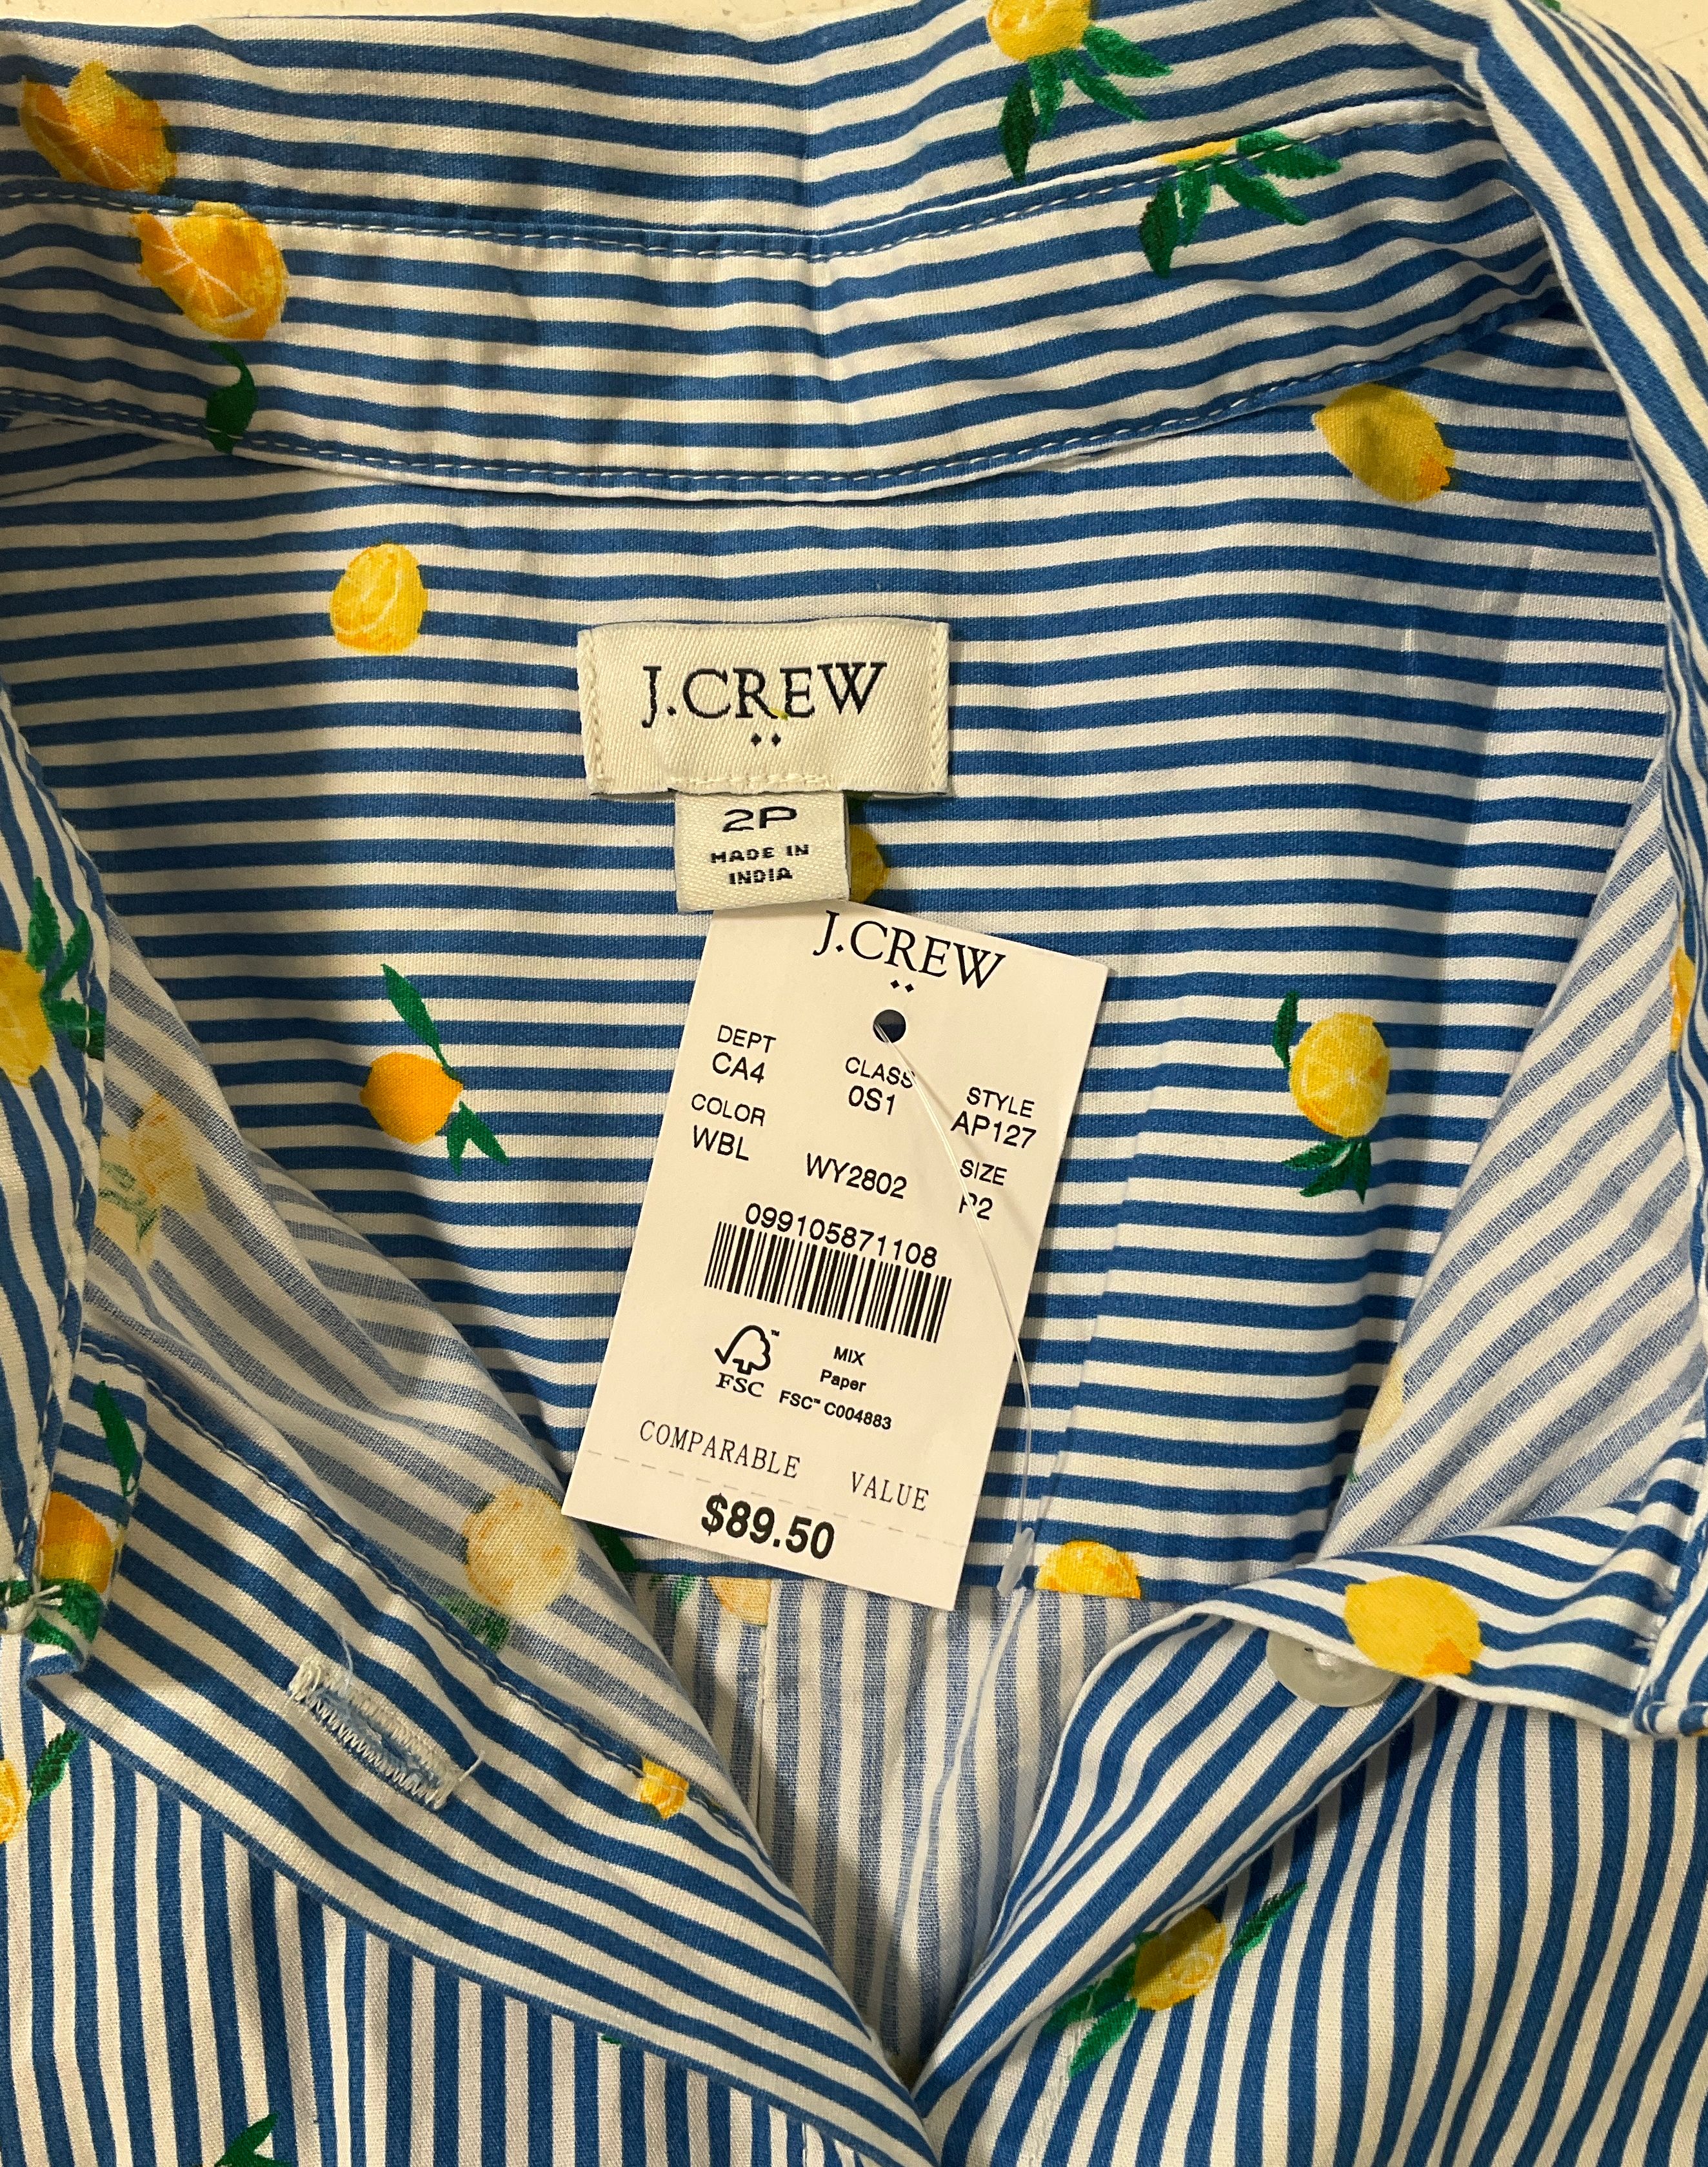 J.CREW
2P
MADE IN
INDIA
J.CREW
DEPT CLASS STYLE
CA4 0S1 AP127
COLOR SIZE
WBL WY2802 P2
099105871108
FSC
MIX
Paper
FSC™ C004883
COMPARABLE VALUE
$89.50